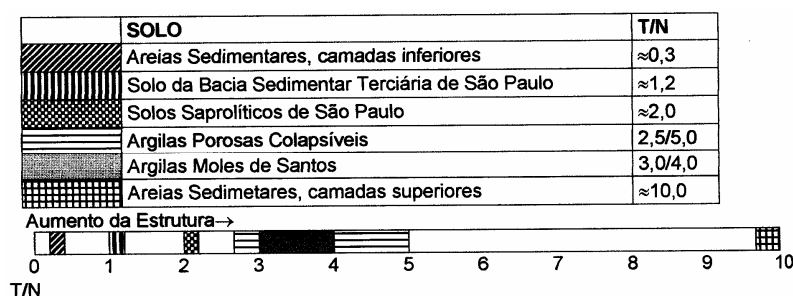 SOLO T/N
Areias Sedimentares, camadas inferiores ≈0,3
Solo da Bacia Sedimentar Terciária de São Paulo ≈1,2
Solos Saprolíticos de São Paulo ≈2,0
Argilas Porosas Colapsíveis 2,5/5,0
Argilas Moles de Santos 3,0/4,0
Areias Sedimetares, camadas superiores ≈10,0
Aumento da Estrutura→
0 1 2 3 4 5 6 7 8 9 10
T/N